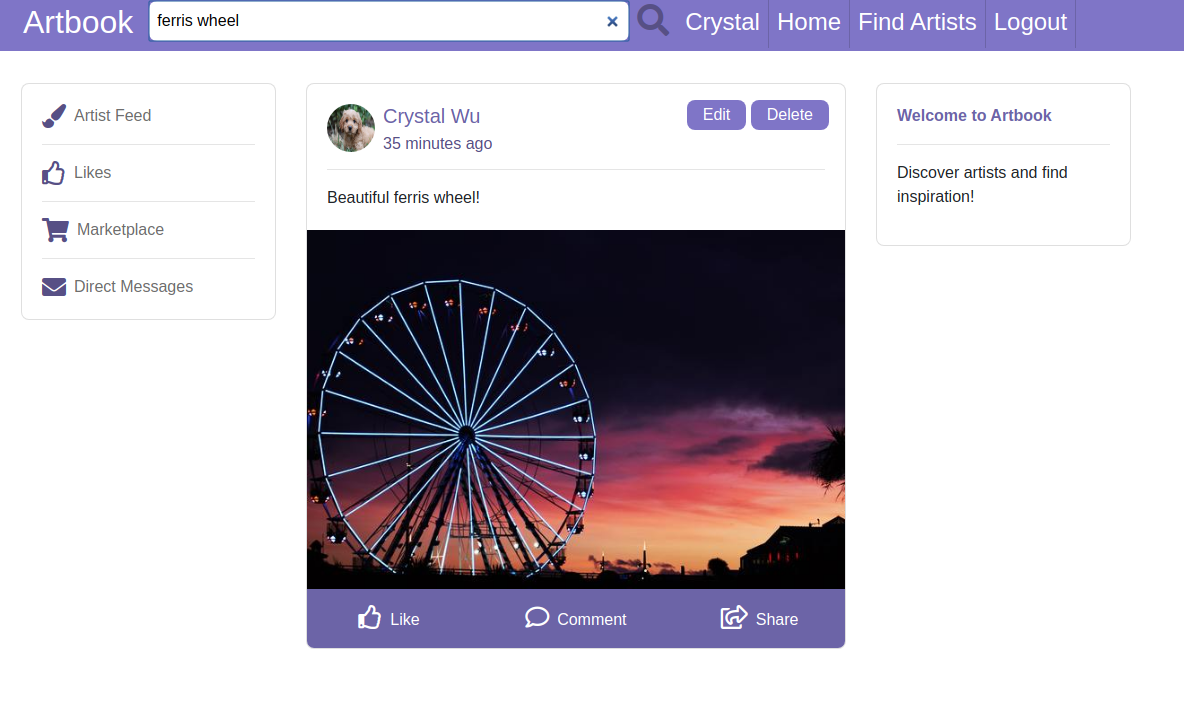 Artbook
ferris wheel
Crystal
Home
Find Artists
Logout
Artist Feed
Likes
Marketplace
Direct Messages
Crystal Wu
35 minutes ago
Edit
Delete
Beautiful ferris wheel!
Like
Comment
Share
Welcome to Artbook
Discover artists and find
inspiration!